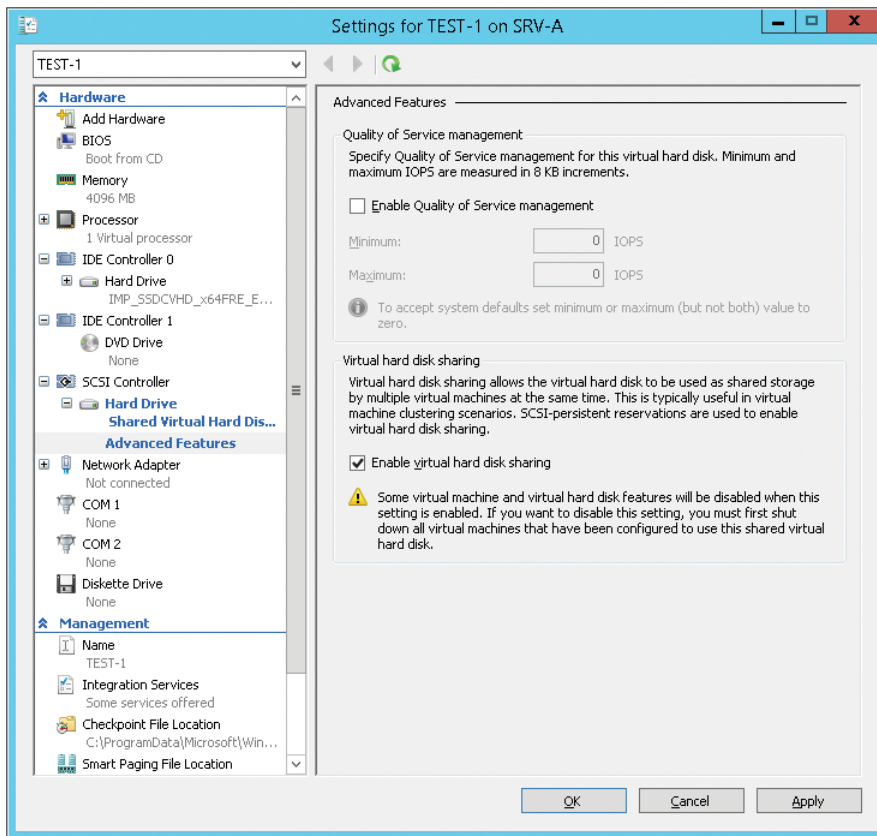 Settings for TEST-1 on SRV-A
TEST-1
Hardware
Add Hardware
BIOS
Boot from CD
Memory
4096 MB
Processor
1 Virtual processor
IDE Controller 0
Hard Drive
IMP_SSDCVHD_x64FRE_E...
IDE Controller 1
DVD Drive
None
SCSI Controller
Hard Drive
Shared Virtual Hard Dis...
Advanced Features
Network Adapter
Not connected
COM 1
None
COM 2
None
Diskette Drive
None
Management
Name
TEST-1
Integration Services
Some services offered
Checkpoint File Location
C:\ProgramData\Microsoft\Win...
Smart Paging File Location
Advanced Features
Quality of Service management
Specify Quality of Service management for this virtual hard disk. Minimum and
maximum IOPS are measured in 8 KB increments.
Enable Quality of Service management
Minimum: 0 IOPS
Maximum: 0 IOPS
To accept system defaults set minimum or maximum (but not both) value to
zero.
Virtual hard disk sharing
Virtual hard disk sharing allows the virtual hard disk to be used as shared storage
by multiple virtual machines at the same time. This is typically useful in virtual
machine clustering scenarios. SCSI-persistent reservations are used to enable
virtual hard disk sharing.
Enable virtual hard disk sharing
Some virtual machine and virtual hard disk features will be disabled when this
setting is enabled. If you want to disable this setting, you must first shut
down all virtual machines that have been configured to use this shared virtual
hard disk.
OK Cancel Apply